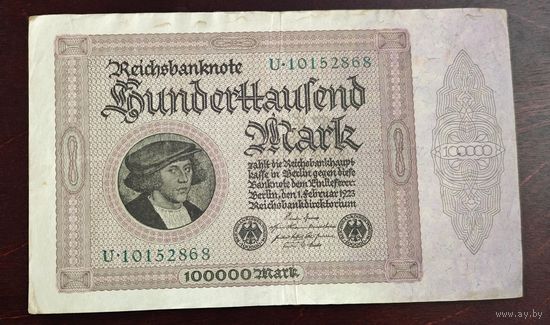 Reichsbanknote
U·10152868
Hunderttausend
Mark
zahlt die Reichsbankhaupt
kasse in Berlin gegen diese
Banknote dem Einlieferer.
Berlin, den 1. Februar 1923
Reichsbankdirektorium
100000
U·10152868
100000 Mark.
www.ay.by